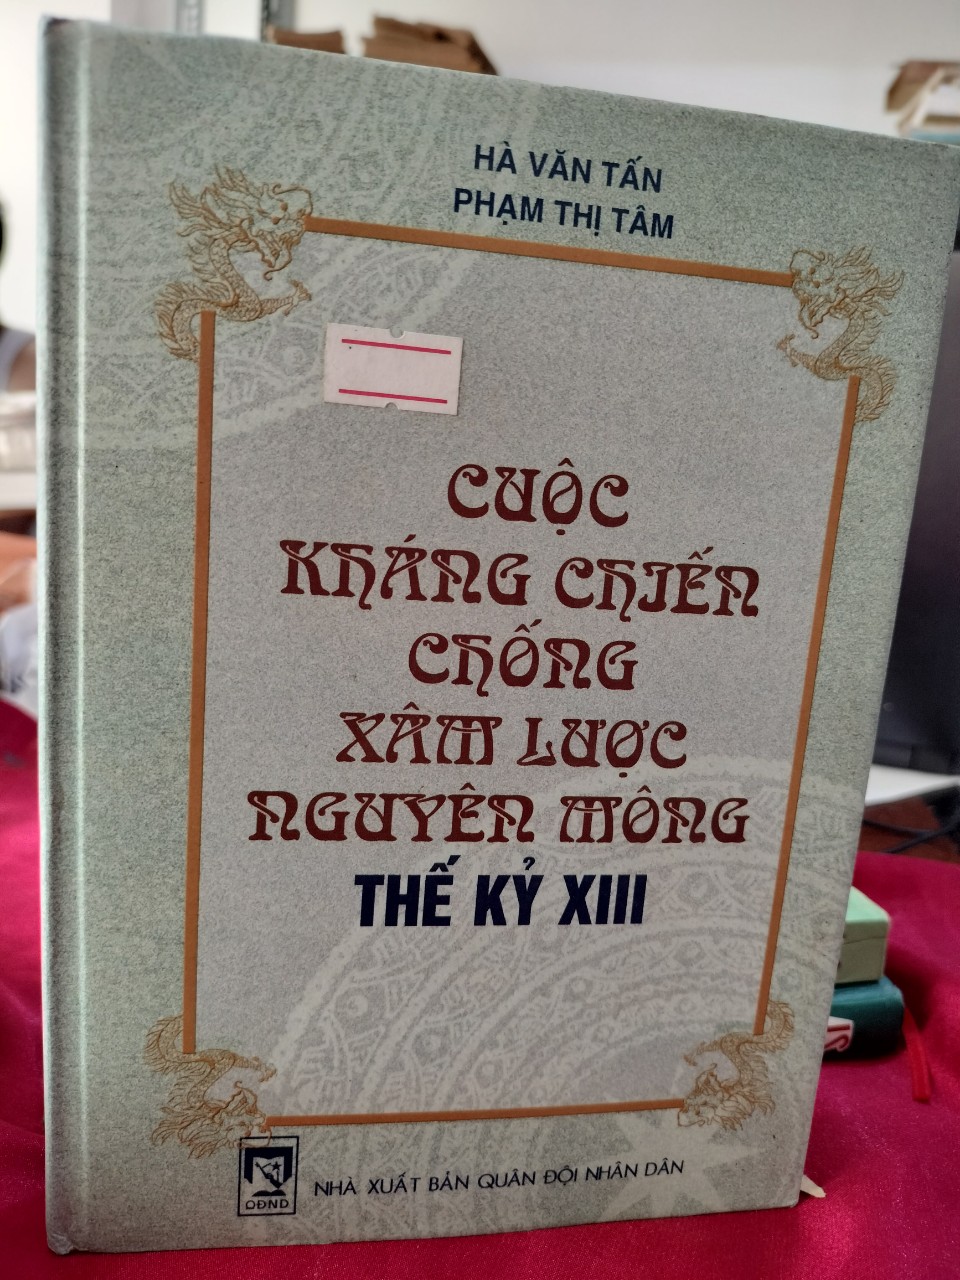 HÀ VĂN TẤN
PHẠM THỊ TÂM
CUỘC
KHÁNG CHIẾN
CHỐNG
XÂM LƯỢC
NGUYÊN MÔNG
THẾ KỶ XIII
QĐND
NHÀ XUẤT BẢN QUÂN ĐỘI NHÂN DÂN